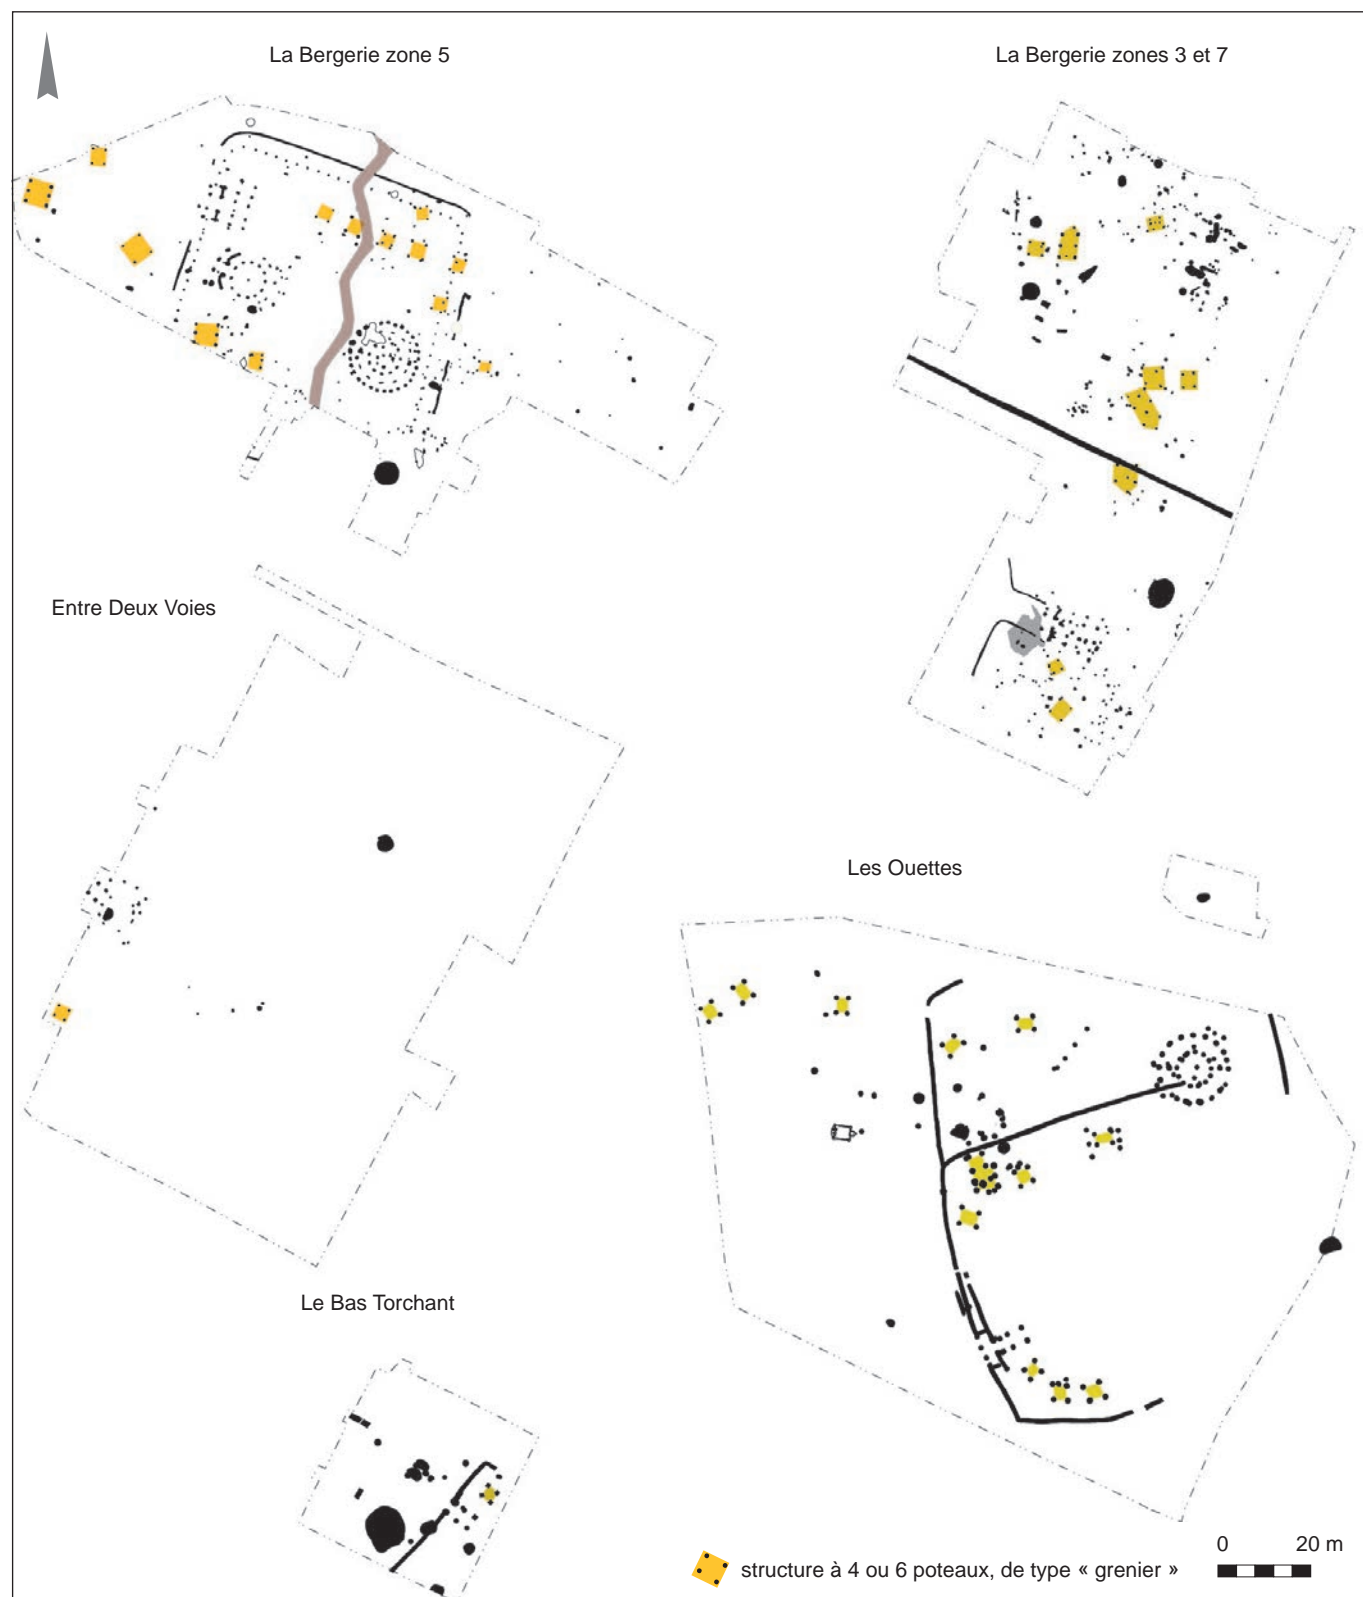 La Bergerie zone 5
La Bergerie zones 3 et 7
Entre Deux Voies
Les Ouettes
Le Bas Torchant
structure à 4 ou 6 poteaux, de type « grenier »
0 20 m